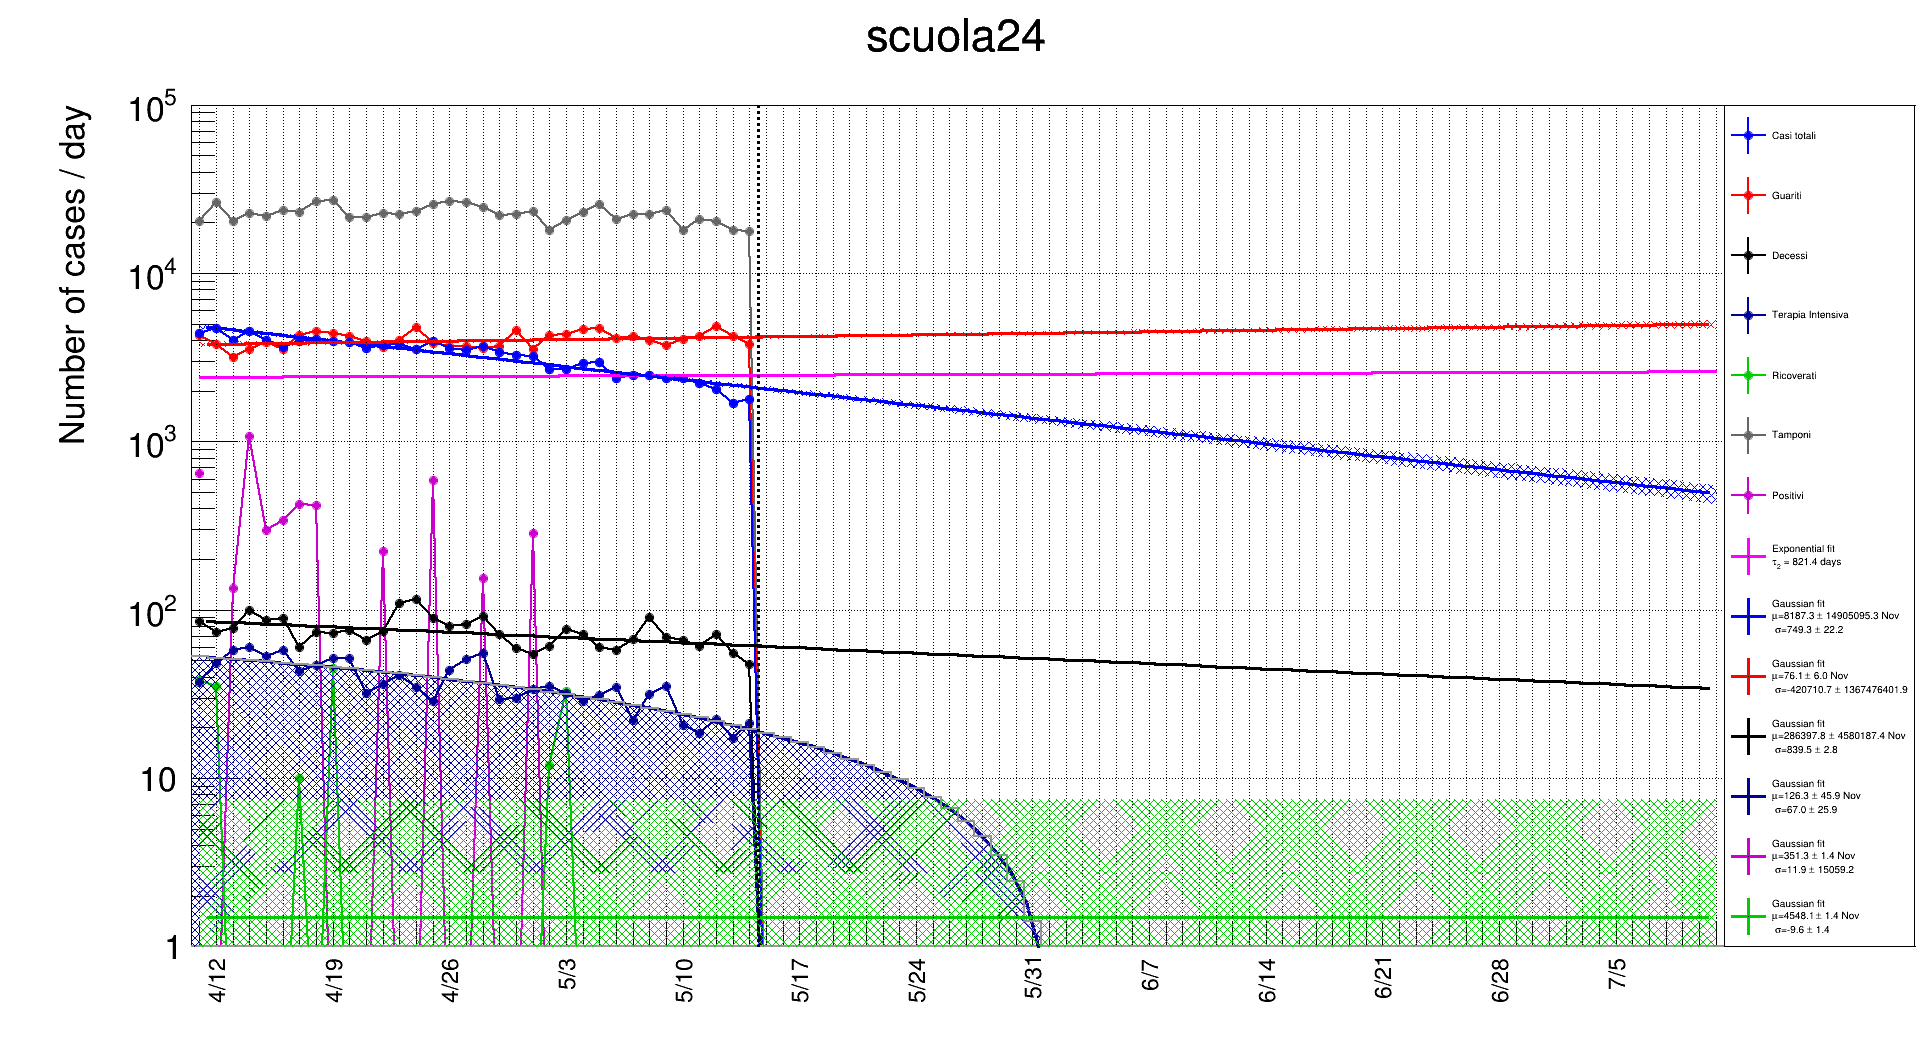 scuola24
Number of cases / day
10^5
10^4
10^3
10^2
10
1
4/12
4/19
4/26
5/3
5/10
5/17
5/24
5/31
6/7
6/14
6/21
6/28
7/5
Casi totali
Guariti
Decessi
Terapia Intensiva
Ricoverati
Tamponi
Positivi
Exponential fit
τ_2 = 821.4 days
Gaussian fit
μ=8187.3 ± 14905095.3 Nov
σ=749.3 ± 22.2
Gaussian fit
μ=76.1 ± 6.0 Nov
σ=-420710.7 ± 1367476401.9
Gaussian fit
μ=286397.8 ± 4580187.4 Nov
σ=839.5 ± 2.8
Gaussian fit
μ=126.3 ± 45.9 Nov
σ=67.0 ± 25.9
Gaussian fit
μ=351.3 ± 1.4 Nov
σ=11.9 ± 15059.2
Gaussian fit
μ=4548.1 ± 1.4 Nov
σ=-9.6 ± 1.4